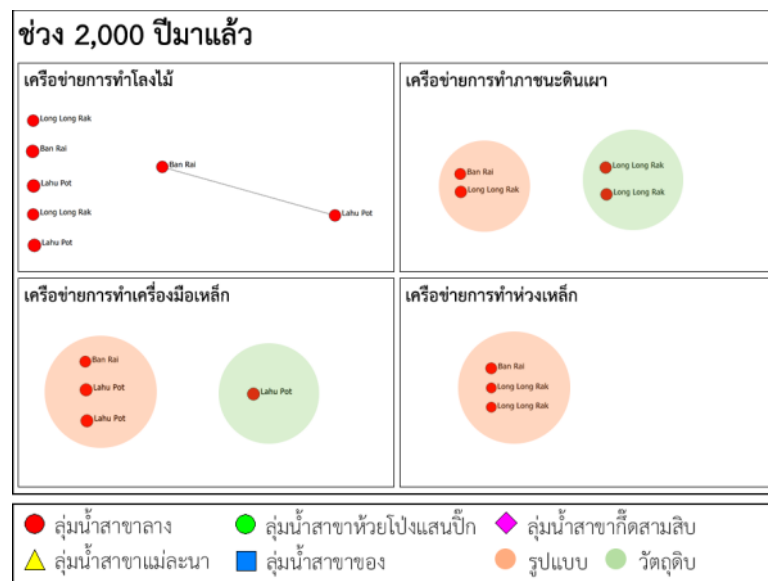 ช่วง 2,000 ปีมาแล้ว
เครือข่ายการทำโลงไม้
Long Long Rak
Ban Rai
Lahu Pot
Long Long Rak
Lahu Pot
Ban Rai
Lahu Pot
เครือข่ายการทำภาชนะดินเผา
Ban Rai
Long Long Rak
Long Long Rak
Long Long Rak
เครือข่ายการทำเครื่องมือเหล็ก
Ban Rai
Lahu Pot
Lahu Pot
Lahu Pot
เครือข่ายการทำห่วงเหล็ก
Ban Rai
Long Long Rak
Long Long Rak
ลุ่มน้ำสาขาลาง
ลุ่มน้ำสาขาห้วยโป่งแสนปิ๊ก
ลุ่มน้ำสาขากึ๊ดสามสิบ
ลุ่มน้ำสาขาแม่ละนา
ลุ่มน้ำสาขาของ
รูปแบบ
วัตถุดิบ